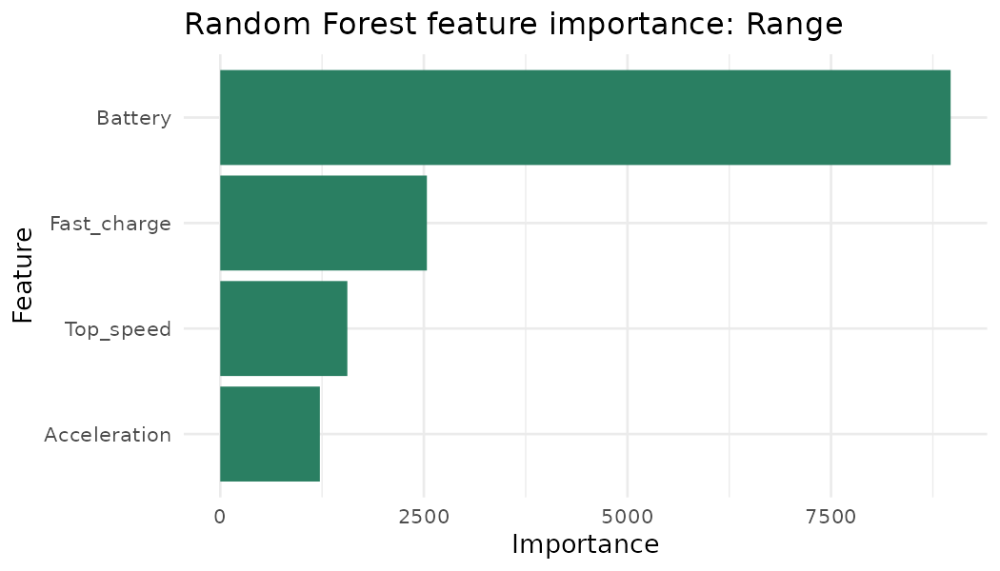 Random Forest feature importance: Range
Feature
Battery
Fast_charge
Top_speed
Acceleration
0 2500 5000 7500
Importance